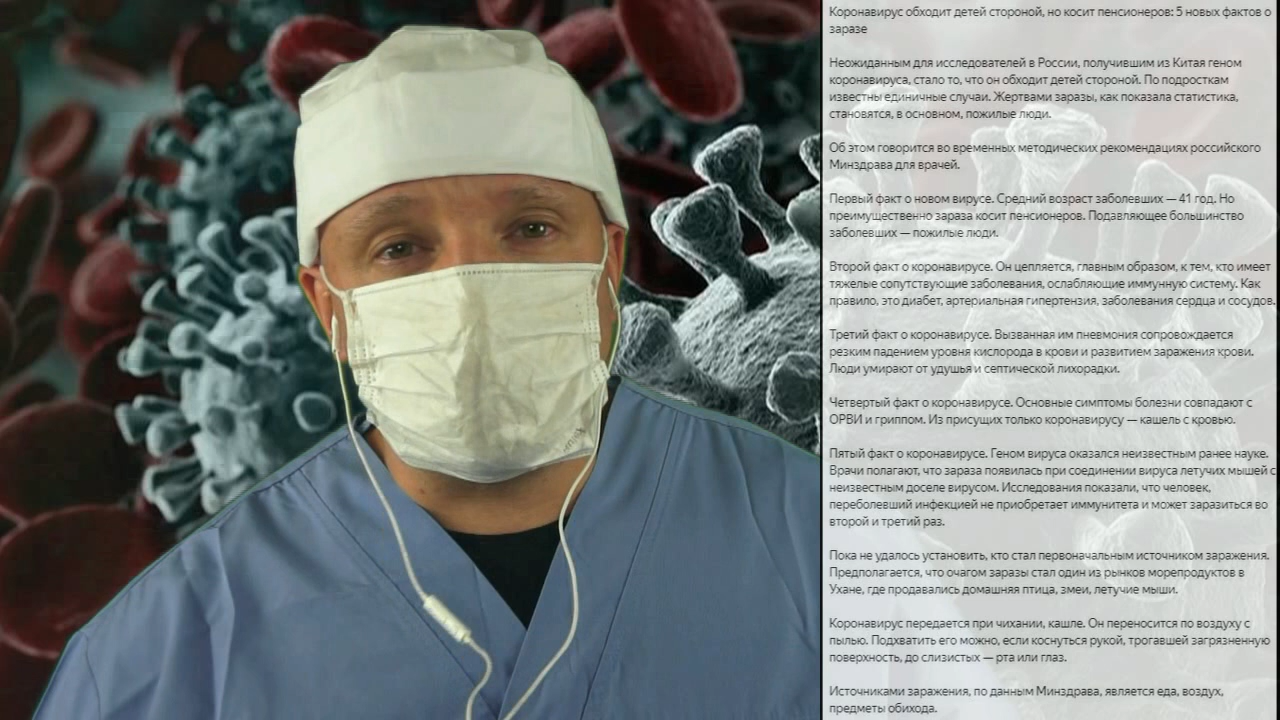 Коронавирус обходит детей стороной, но косит пенсионеров: 5 новых фактов о
заразе
Неожиданным для исследователей в России, получившим из Китая геном
коронавируса, стало то, что он обходит детей стороной. По подросткам
известны единичные случаи. Жертвами заразы, как показала статистика,
становятся, в основном, пожилые люди.
Об этом говорится во временных методических рекомендациях российского
Минздрава для врачей.
Первый факт о новом вирусе. Средний возраст заболевших — 41 год. Но
преимущественно зараза косит пенсионеров. Подавляющее большинство
заболевших — пожилые люди.
Второй факт о коронавирусе. Он цепляется, главным образом, к тем, кто имеет
тяжелые сопутствующие заболевания, ослабляющие иммунную систему. Как
правило, это диабет, артериальная гипертензия, заболевания сердца и сосудов.
Третий факт о коронавирусе. Вызванная им пневмония сопровождается
резким падением уровня кислорода в крови и развитием заражения крови.
Люди умирают от удушья и септической лихорадки.
Четвертый факт о коронавирусе. Основные симптомы болезни совпадают с
ОРВИ и гриппом. Из присущих только коронавирусу — кашель с кровью.
Пятый факт о коронавирусе. Геном вируса оказался неизвестным ранее науке.
Врачи полагают, что зараза появилась при соединении вируса летучих мышей с
неизвестным доселе вирусом. Исследования показали, что человек,
переболевший инфекцией не приобретает иммунитета и может заразиться во
второй и третий раз.
Пока не удалось установить, кто стал первоначальным источником заражения.
Предполагается, что очагом заразы стал один из рынков морепродуктов в
Ухане, где продавались домашняя птица, змеи, летучие мыши.
Коронавирус передается при чихании, кашле. Он переносится по воздуху с
пылью. Подхватить его можно, если коснуться рукой, трогавшей загрязненную
поверхность, до слизистых — рта или глаз.
Источниками заражения, по данным Минздрава, является еда, воздух,
предметы обихода.